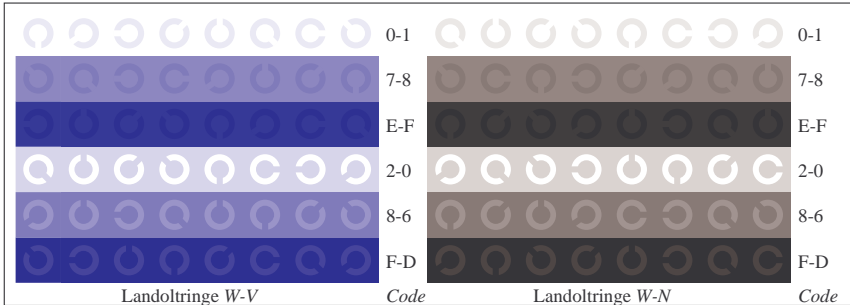 0-1 0-1
7-8 7-8
E-F E-F
2-0 2-0
8-6 8-6
F-D F-D
Landoltringe W-V Code Landoltringe W-N Code